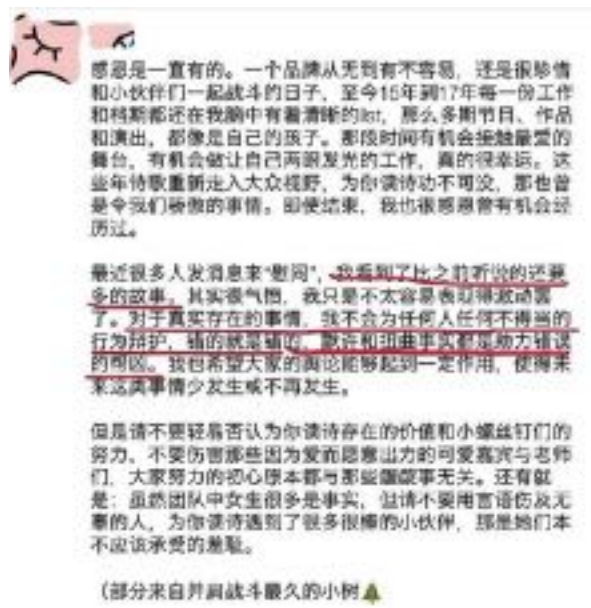 感恩是一直有的。一个品牌从无到有不容易，还是很够情
和小伙伴们一起战斗的日子，至今15年到17年每一份工作
和档期都还在我脑中有着清晰的list，那么多期节目、作品
和演出，都像是自己的孩子。那段时间有机会接触最爱的
舞台，有机会做让自己两眼发光的工作，真的很幸运。这
些年诗歌重新走入大众视野，为你读诗功不可没，那也曾
是令我们骄傲的事情。即使结束，我也很感恩曾有机会经
历过。
最近很多人发消息来“慰问”，我看到了比之前听说的还要
多的故事。其实很气愤，我只是不太容易表现得激动罢
了。对于真实存在的事情，我不会为任何人任何不得当的
行为辩护，错的就是错的，默许和扭曲事实都是助力错误
的帮凶。我也希望大家的舆论能够起到一定作用，使得未
来这类事情少发生或不再发生。
但是请不要轻易否认为你读诗存在的价值和小螺丝钉们的
努力，不要伤害那些因为爱而愿意出力的可爱嘉宾与老师
们，大家努力的初心原本都与那些龌龊事无关。还有就
是：虽然团队中女生很多是事实，但请不要用言语伤及无
辜的人，为你读诗遇到了很多很棒的小伙伴，那是她们本
不应该承受的羞耻。
（部分来自并肩战斗最久的小树🌲